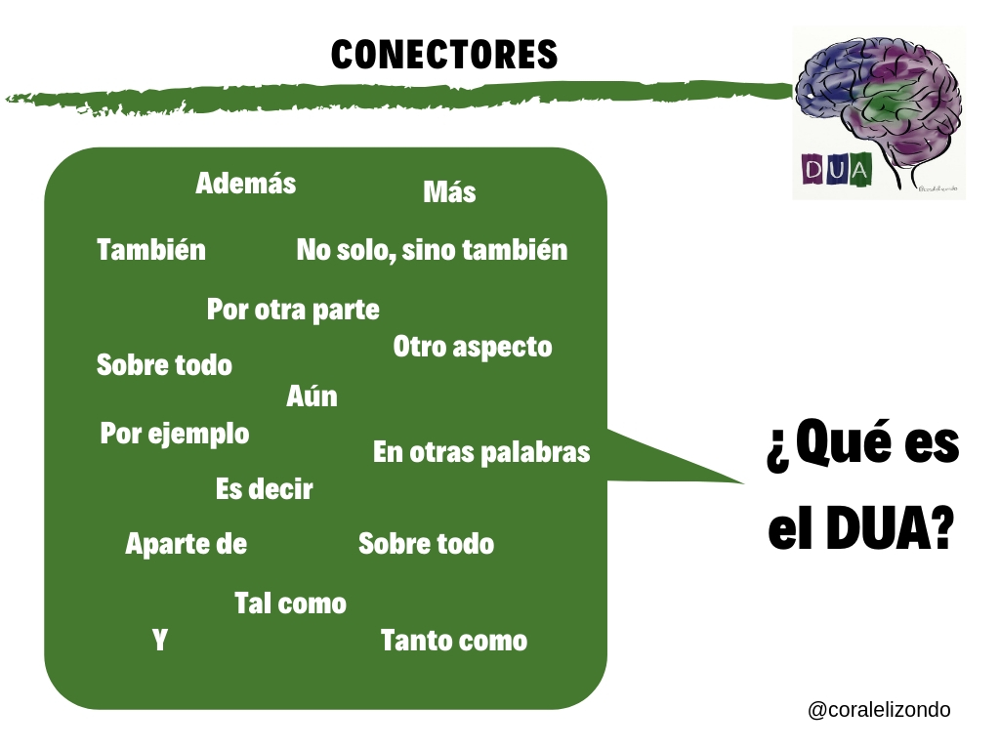 CONECTORES
DUA
@coralelizondo
Además
Más
También
No solo, sino también
Por otra parte
Otro aspecto
Sobre todo
Aún
Por ejemplo
En otras palabras
Es decir
Aparte de
Sobre todo
Tal como
Y
Tanto como
¿Qué es
el DUA?
@coralelizondo